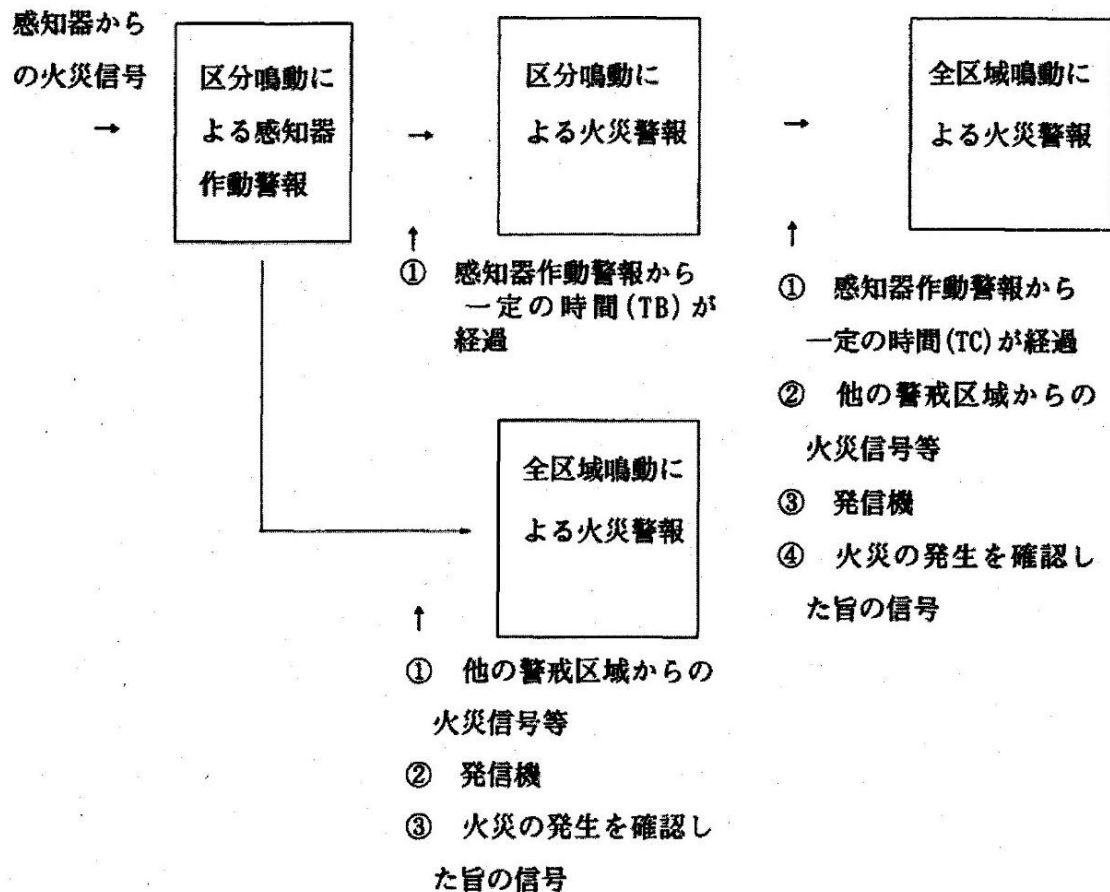 感知器から
の火災信号
→
区分鳴動に
よる感知器
作動警報
→
区分鳴動に
よる火災警報
→
全区域鳴動に
よる火災警報
↑
① 感知器作動警報から
一定の時間(TB)が
経過
↑
① 感知器作動警報から
一定の時間(TC)が経過
② 他の警戒区域からの
火災信号等
③ 発信機
④ 火災の発生を確認し
た旨の信号
全区域鳴動に
よる火災警報
↑
① 他の警戒区域からの
火災信号等
② 発信機
③ 火災の発生を確認し
た旨の信号